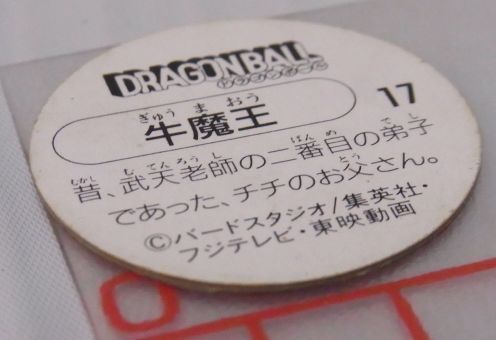 DRAGON BALL
ドラゴンボール
17
ぎゅう ま おう
牛魔王
むかし むてんろうし ばんめ でし
昔、武天老師の二番目の弟子
とう
であった、チチのお父さん。
©バードスタジオ/集英社・
フジテレビ・東映動画